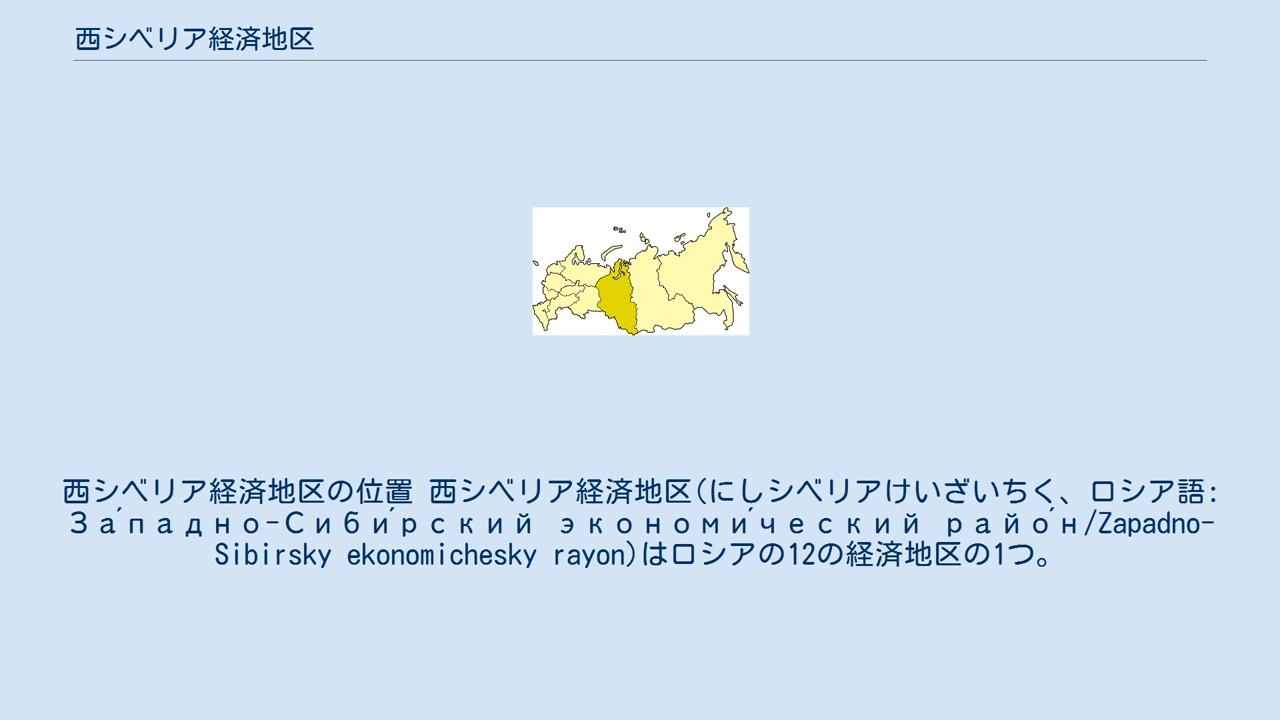 西シベリア経済地区
西シベリア経済地区の位置 西シベリア経済地区(にしシベリアけいざいちく、ロシア語:
За́падно-Сиби́рский экономи́ческий райо́н/Zapadno-
Sibirsky ekonomichesky rayon)はロシアの12の経済地区の1つ。